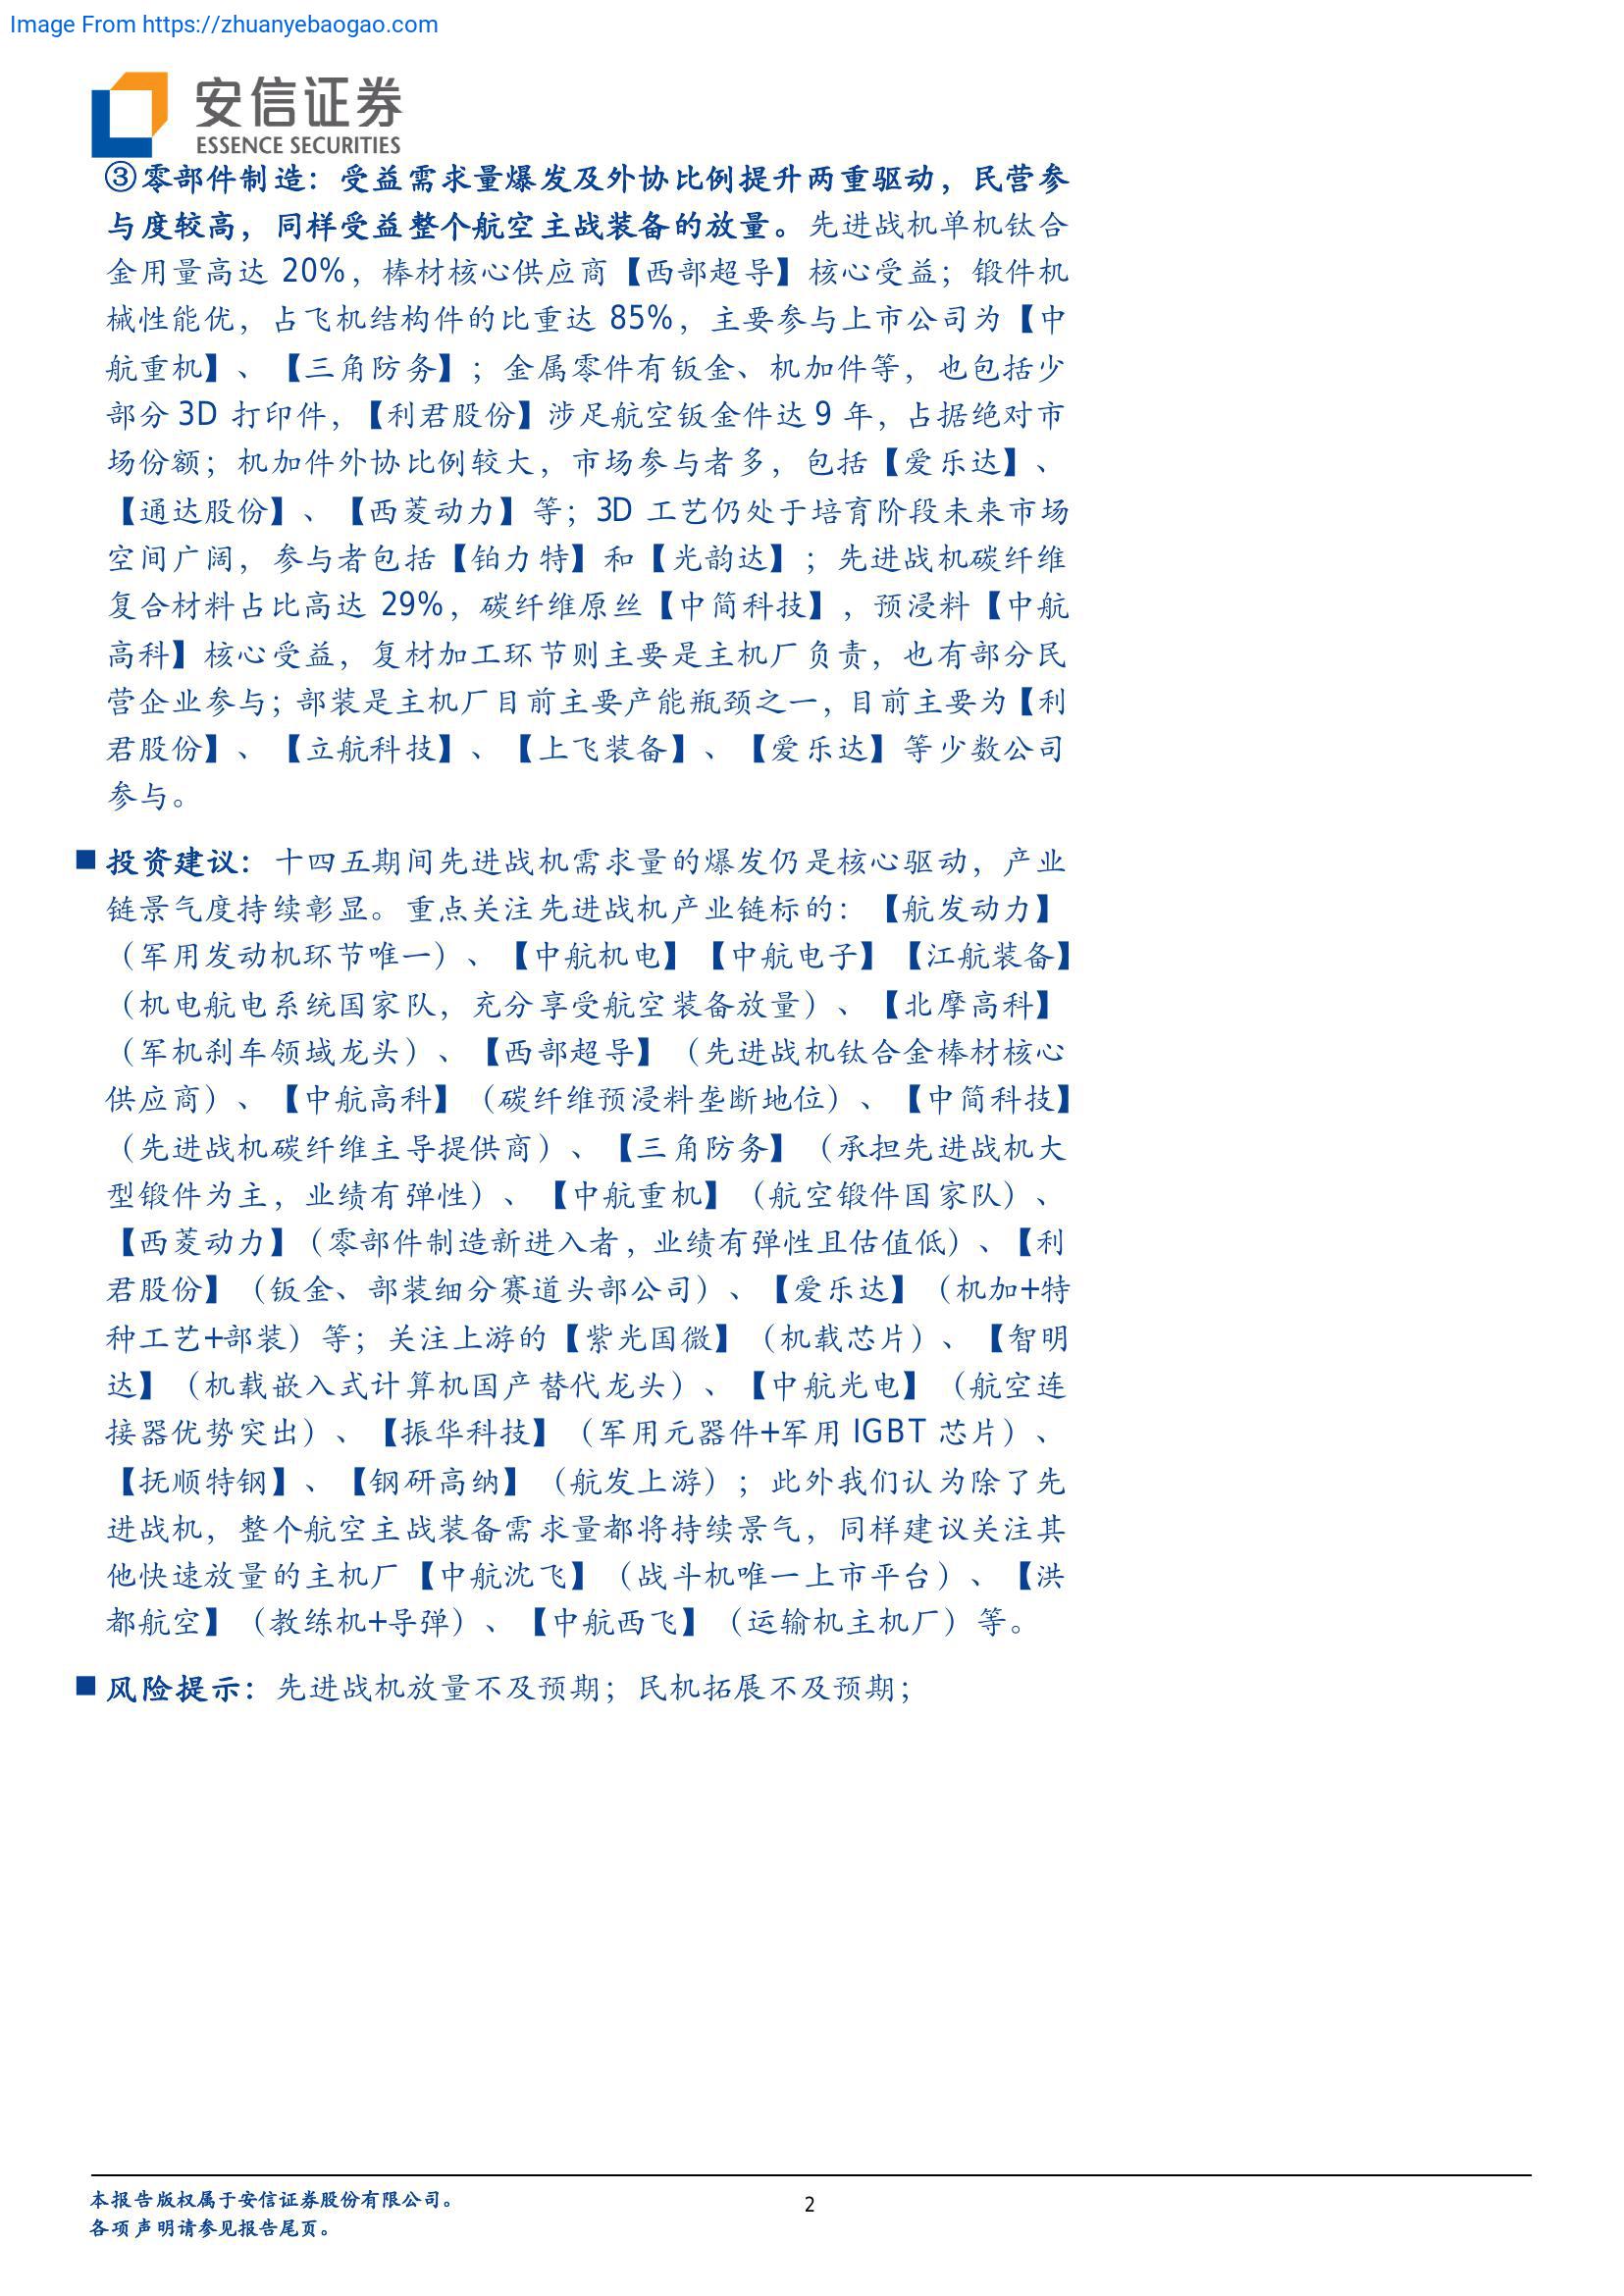 Image From https://zhuanyebaogao.com
安信证券
ESSENCE SECURITIES
③零部件制造：受益需求量爆发及外协比例提升两重驱动，民营参
与度较高，同样受益整个航空主战装备的放量。先进战机单机钛合
金用量高达 20%，棒材核心供应商【西部超导】核心受益；锻件机
械性能优，占飞机结构件的比重达 85%，主要参与上市公司为【中
航重机】、【三角防务】；金属零件有钣金、机加件等，也包括少
部分 3D 打印件，【利君股份】涉足航空钣金件达 9 年，占据绝对市
场份额；机加件外协比例较大，市场参与者多，包括【爱乐达】、
【通达股份】、【西菱动力】等；3D 工艺仍处于培育阶段未来市场
空间广阔，参与者包括【铂力特】和【光韵达】；先进战机碳纤维
复合材料占比高达 29%，碳纤维原丝【中简科技】，预浸料【中航
高科】核心受益，复材加工环节则主要是主机厂负责，也有部分民
营企业参与；部装是主机厂目前主要产能瓶颈之一，目前主要为【利
君股份】、【立航科技】、【上飞装备】、【爱乐达】等少数公司
参与。
■投资建议：十四五期间先进战机需求量的爆发仍是核心驱动，产业
链景气度持续彰显。重点关注先进战机产业链标的：【航发动力】
（军用发动机环节唯一）、【中航机电】【中航电子】【江航装备】
（机电航电系统国家队，充分享受航空装备放量）、【北摩高科】
（军机刹车领域龙头）、【西部超导】（先进战机钛合金棒材核心
供应商）、【中航高科】（碳纤维预浸料垄断地位）、【中简科技】
（先进战机碳纤维主导提供商）、【三角防务】（承担先进战机大
型锻件为主，业绩有弹性）、【中航重机】（航空锻件国家队）、
【西菱动力】（零部件制造新进入者，业绩有弹性且估值低）、【利
君股份】（钣金、部装细分赛道头部公司）、【爱乐达】（机加+特
种工艺+部装）等；关注上游的【紫光国微】（机载芯片）、【智明
达】（机载嵌入式计算机国产替代龙头）、【中航光电】（航空连
接器优势突出）、【振华科技】（军用元器件+军用 IGBT 芯片）、
【抚顺特钢】、【钢研高纳】（航发上游）；此外我们认为除了先
进战机，整个航空主战装备需求量都将持续景气，同样建议关注其
他快速放量的主机厂【中航沈飞】（战斗机唯一上市平台）、【洪
都航空】（教练机+导弹）、【中航西飞】（运输机主机厂）等。
■风险提示：先进战机放量不及预期；民机拓展不及预期；
本报告版权属于安信证券股份有限公司。
各项声明请参见报告尾页。
2